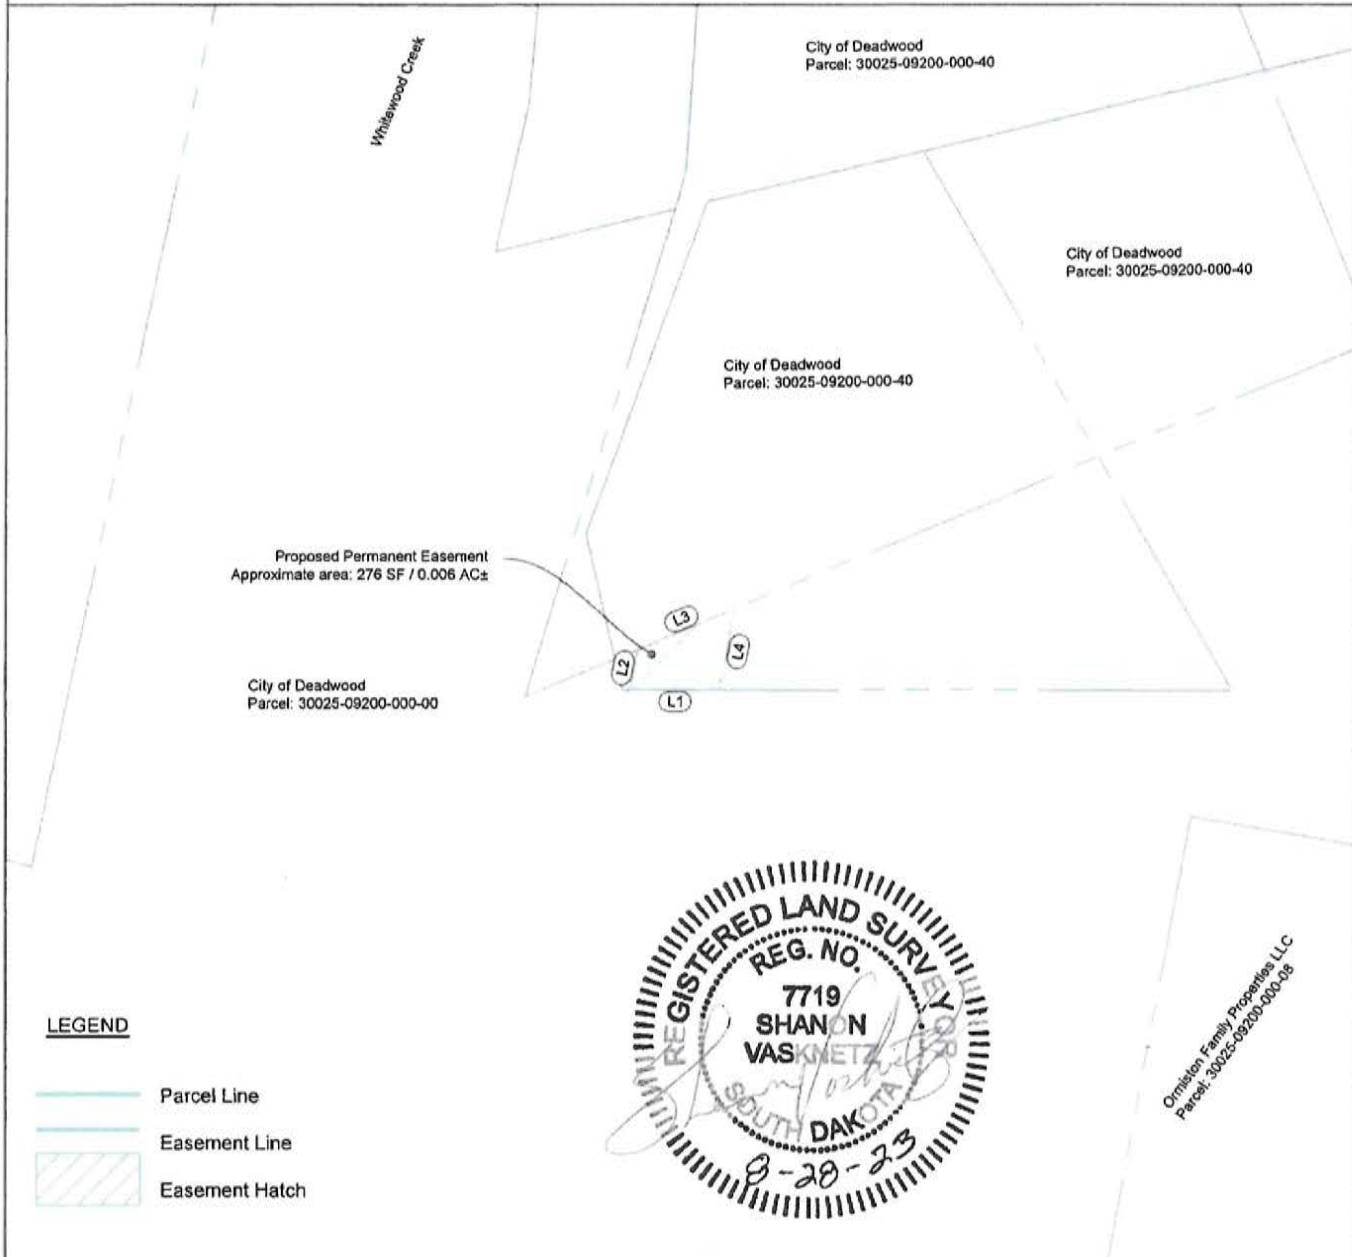 Whitewood Creek
City of Deadwood
Parcel: 30025-09200-000-40
City of Deadwood
Parcel: 30025-09200-000-40
City of Deadwood
Parcel: 30025-09200-000-40
Proposed Permanent Easement
Approximate area: 276 SF / 0.006 AC±
L3
L2
L4
L1
City of Deadwood
Parcel: 30025-09200-000-00
Ormiston Family Properties LLC
Parcel: 30025-09200-000-08
REGISTERED LAND SURVEYOR
REG. NO.
7719
SHANON
VASKNETZ
SOUTH DAKOTA
8-28-23
LEGEND
Parcel Line
Easement Line
Easement Hatch